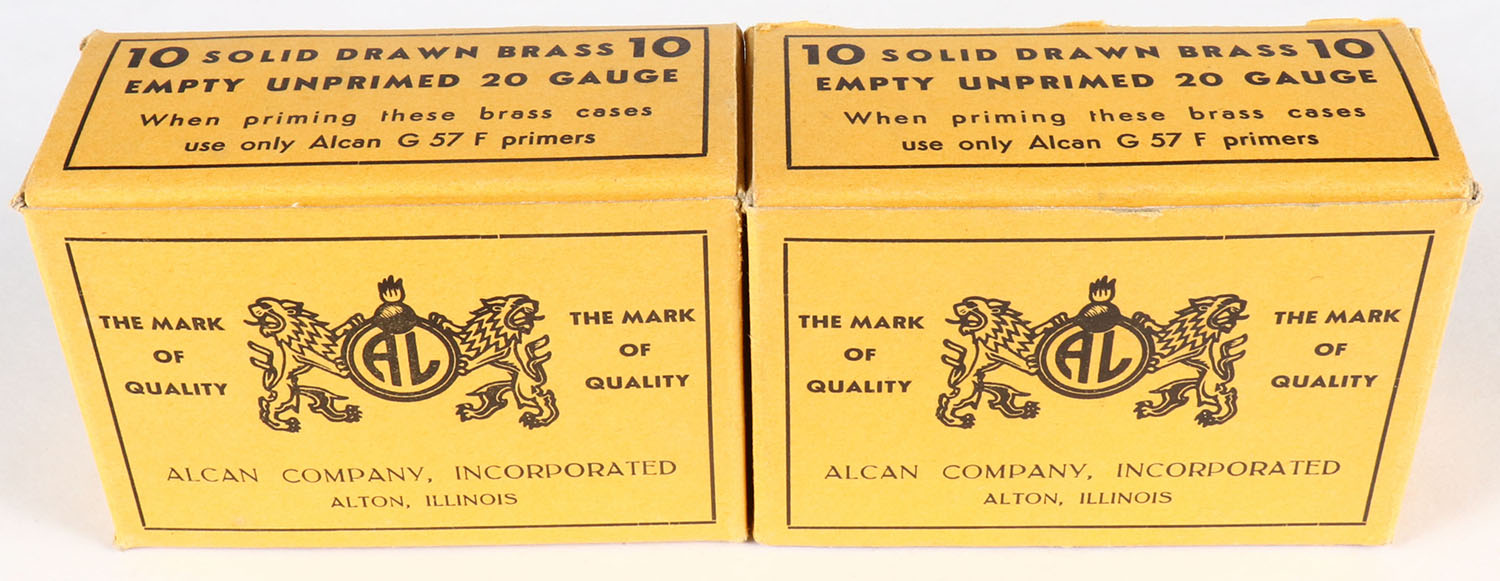 10 SOLID DRAWN BRASS 10
EMPTY UNPRIMED 20 GAUGE
When priming these brass cases
use only Alcan G 57 F primers
THE MARK
OF
QUALITY
AL
THE MARK
OF
QUALITY
ALCAN COMPANY, INCORPORATED
ALTON, ILLINOIS
10 SOLID DRAWN BRASS 10
EMPTY UNPRIMED 20 GAUGE
When priming these brass cases
use only Alcan G 57 F primers
THE MARK
OF
QUALITY
AL
THE MARK
OF
QUALITY
ALCAN COMPANY, INCORPORATED
ALTON, ILLINOIS